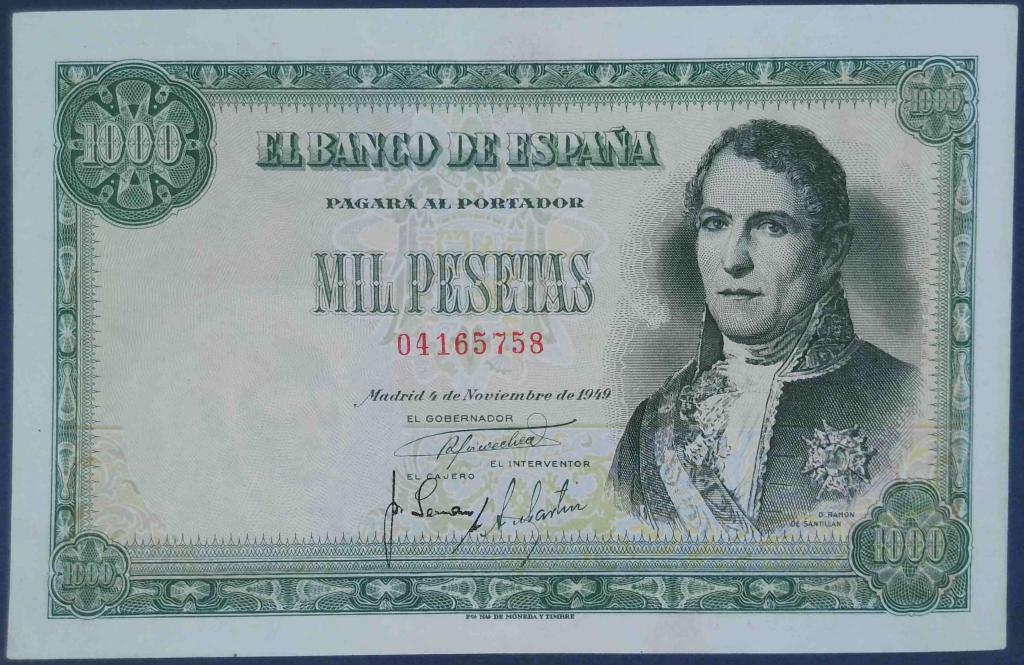 1000
1000
EL BANCO DE ESPAÑA
PAGARÁ AL PORTADOR
MIL PESETAS
04165758
Madrid 4 de Noviembre de 1949
EL GOBERNADOR
EL INTERVENTOR
EL CAJERO
D. RAMÓN
DE SANTILLAN
1000
1000
FCA NAL DE MONEDA Y TIMBRE